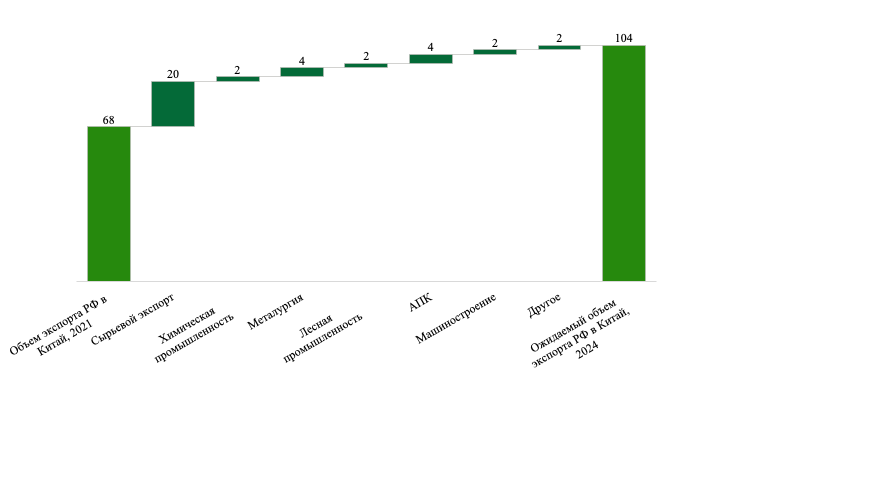 68
20
2
4
2
4
2
2
104
Объем экспорта РФ в
Китай, 2021
Сырьевой экспорт
Химическая
промышленность
Металургия
Лесная
промышленность
АПК
Машиностроение
Другое
Ожидаемый объем
экспорта РФ в Китай,
2024